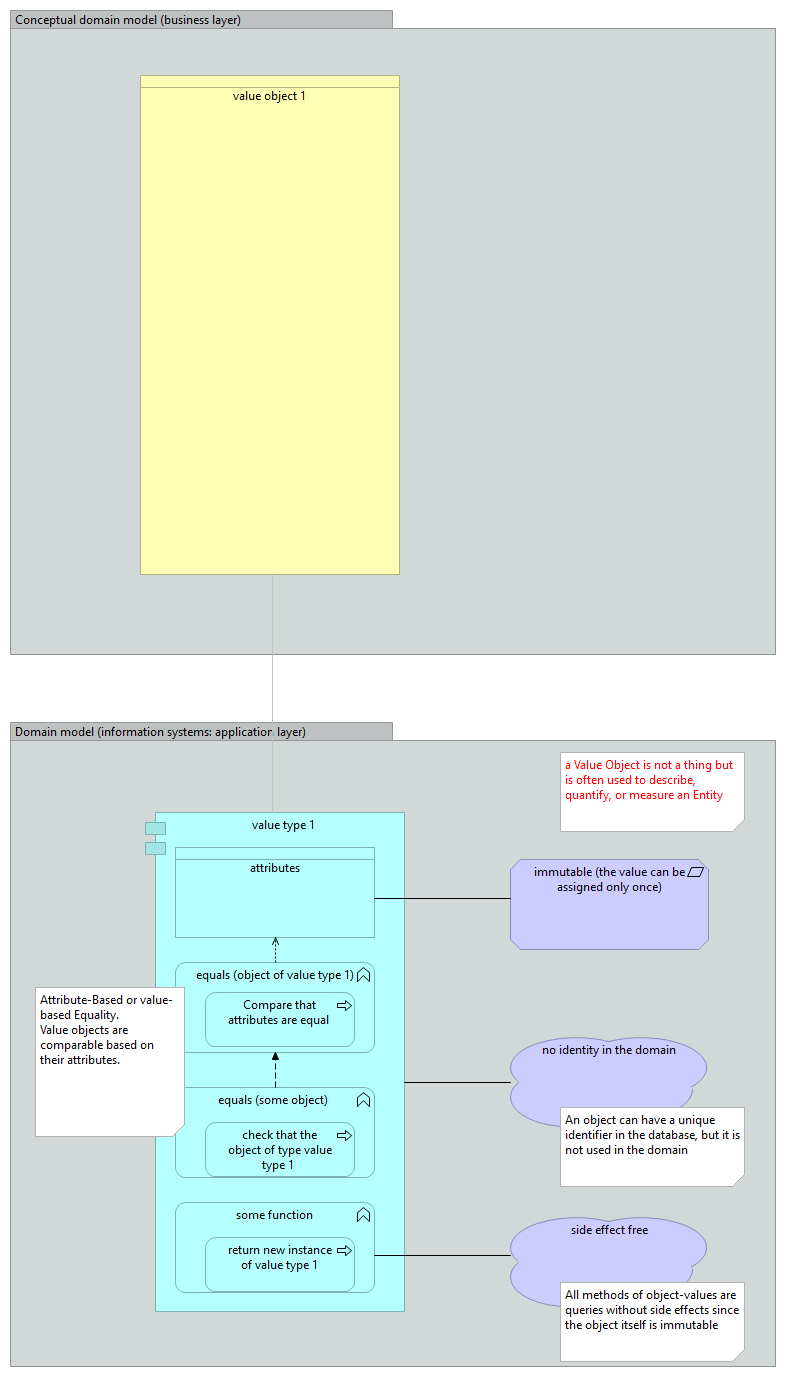 Conceptual domain model (business layer)
value object 1
Domain model (information systems: application layer)
a Value Object is not a thing but
is often used to describe,
quantify, or measure an Entity
value type 1
attributes
immutable (the value can be
assigned only once)
equals (object of value type 1)
Compare that
attributes are equal
Attribute-Based or value-
based Equality.
Value objects are
comparable based on
their attributes.
no identity in the domain
equals (some object)
check that the
object of type value
type 1
An object can have a unique
identifier in the database, but it is
not used in the domain
some function
return new instance
of value type 1
side effect free
All methods of object-values are
queries without side effects since
the object itself is immutable